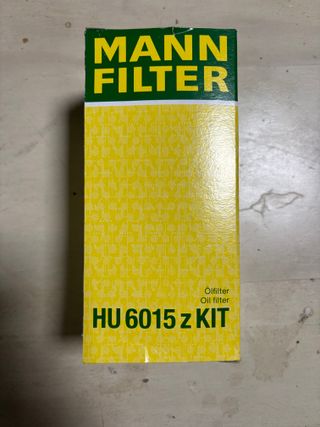 MANN
FILTER
Ölfilter
Oil filter
HU 6015 z KIT